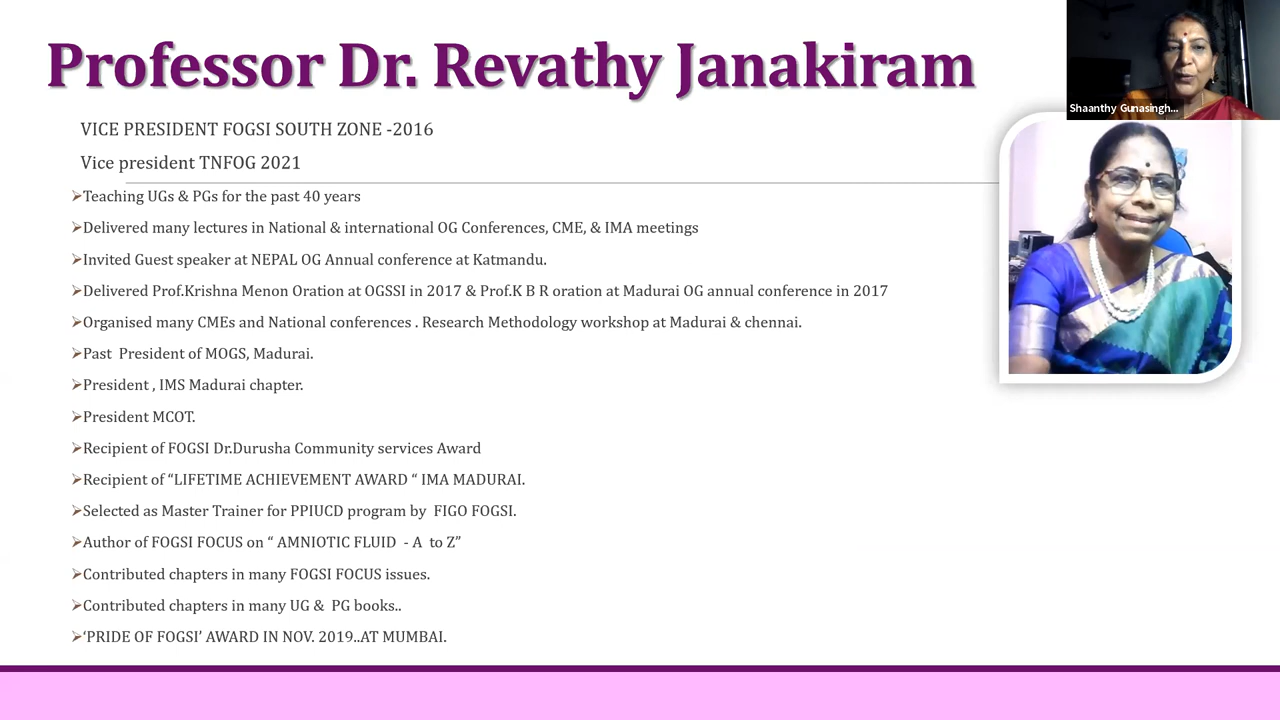 Professor Dr. Revathy Janakiram
Shaanthy Gunasingh...
VICE PRESIDENT FOGSI SOUTH ZONE -2016
Vice president TNFOG 2021
➢Teaching UGs & PGs for the past 40 years
➢Delivered many lectures in National & international OG Conferences, CME, & IMA meetings
➢Invited Guest speaker at NEPAL OG Annual conference at Katmandu.
➢Delivered Prof.Krishna Menon Oration at OGSSI in 2017 & Prof.K B R oration at Madurai OG annual conference in 2017
➢Organised many CMEs and National conferences . Research Methodology workshop at Madurai & chennai.
➢Past  President of MOGS, Madurai.
➢President , IMS Madurai chapter.
➢President MCOT.
➢Recipient of FOGSI Dr.Durusha Community services Award
➢Recipient of “LIFETIME ACHIEVEMENT AWARD “ IMA MADURAI.
➢Selected as Master Trainer for PPIUCD program by  FIGO FOGSI.
➢Author of FOGSI FOCUS on “ AMNIOTIC FLUID  - A  to Z”
➢Contributed chapters in many FOGSI FOCUS issues.
➢Contributed chapters in many UG &  PG books..
➢‘PRIDE OF FOGSI’ AWARD IN NOV. 2019..AT MUMBAI.